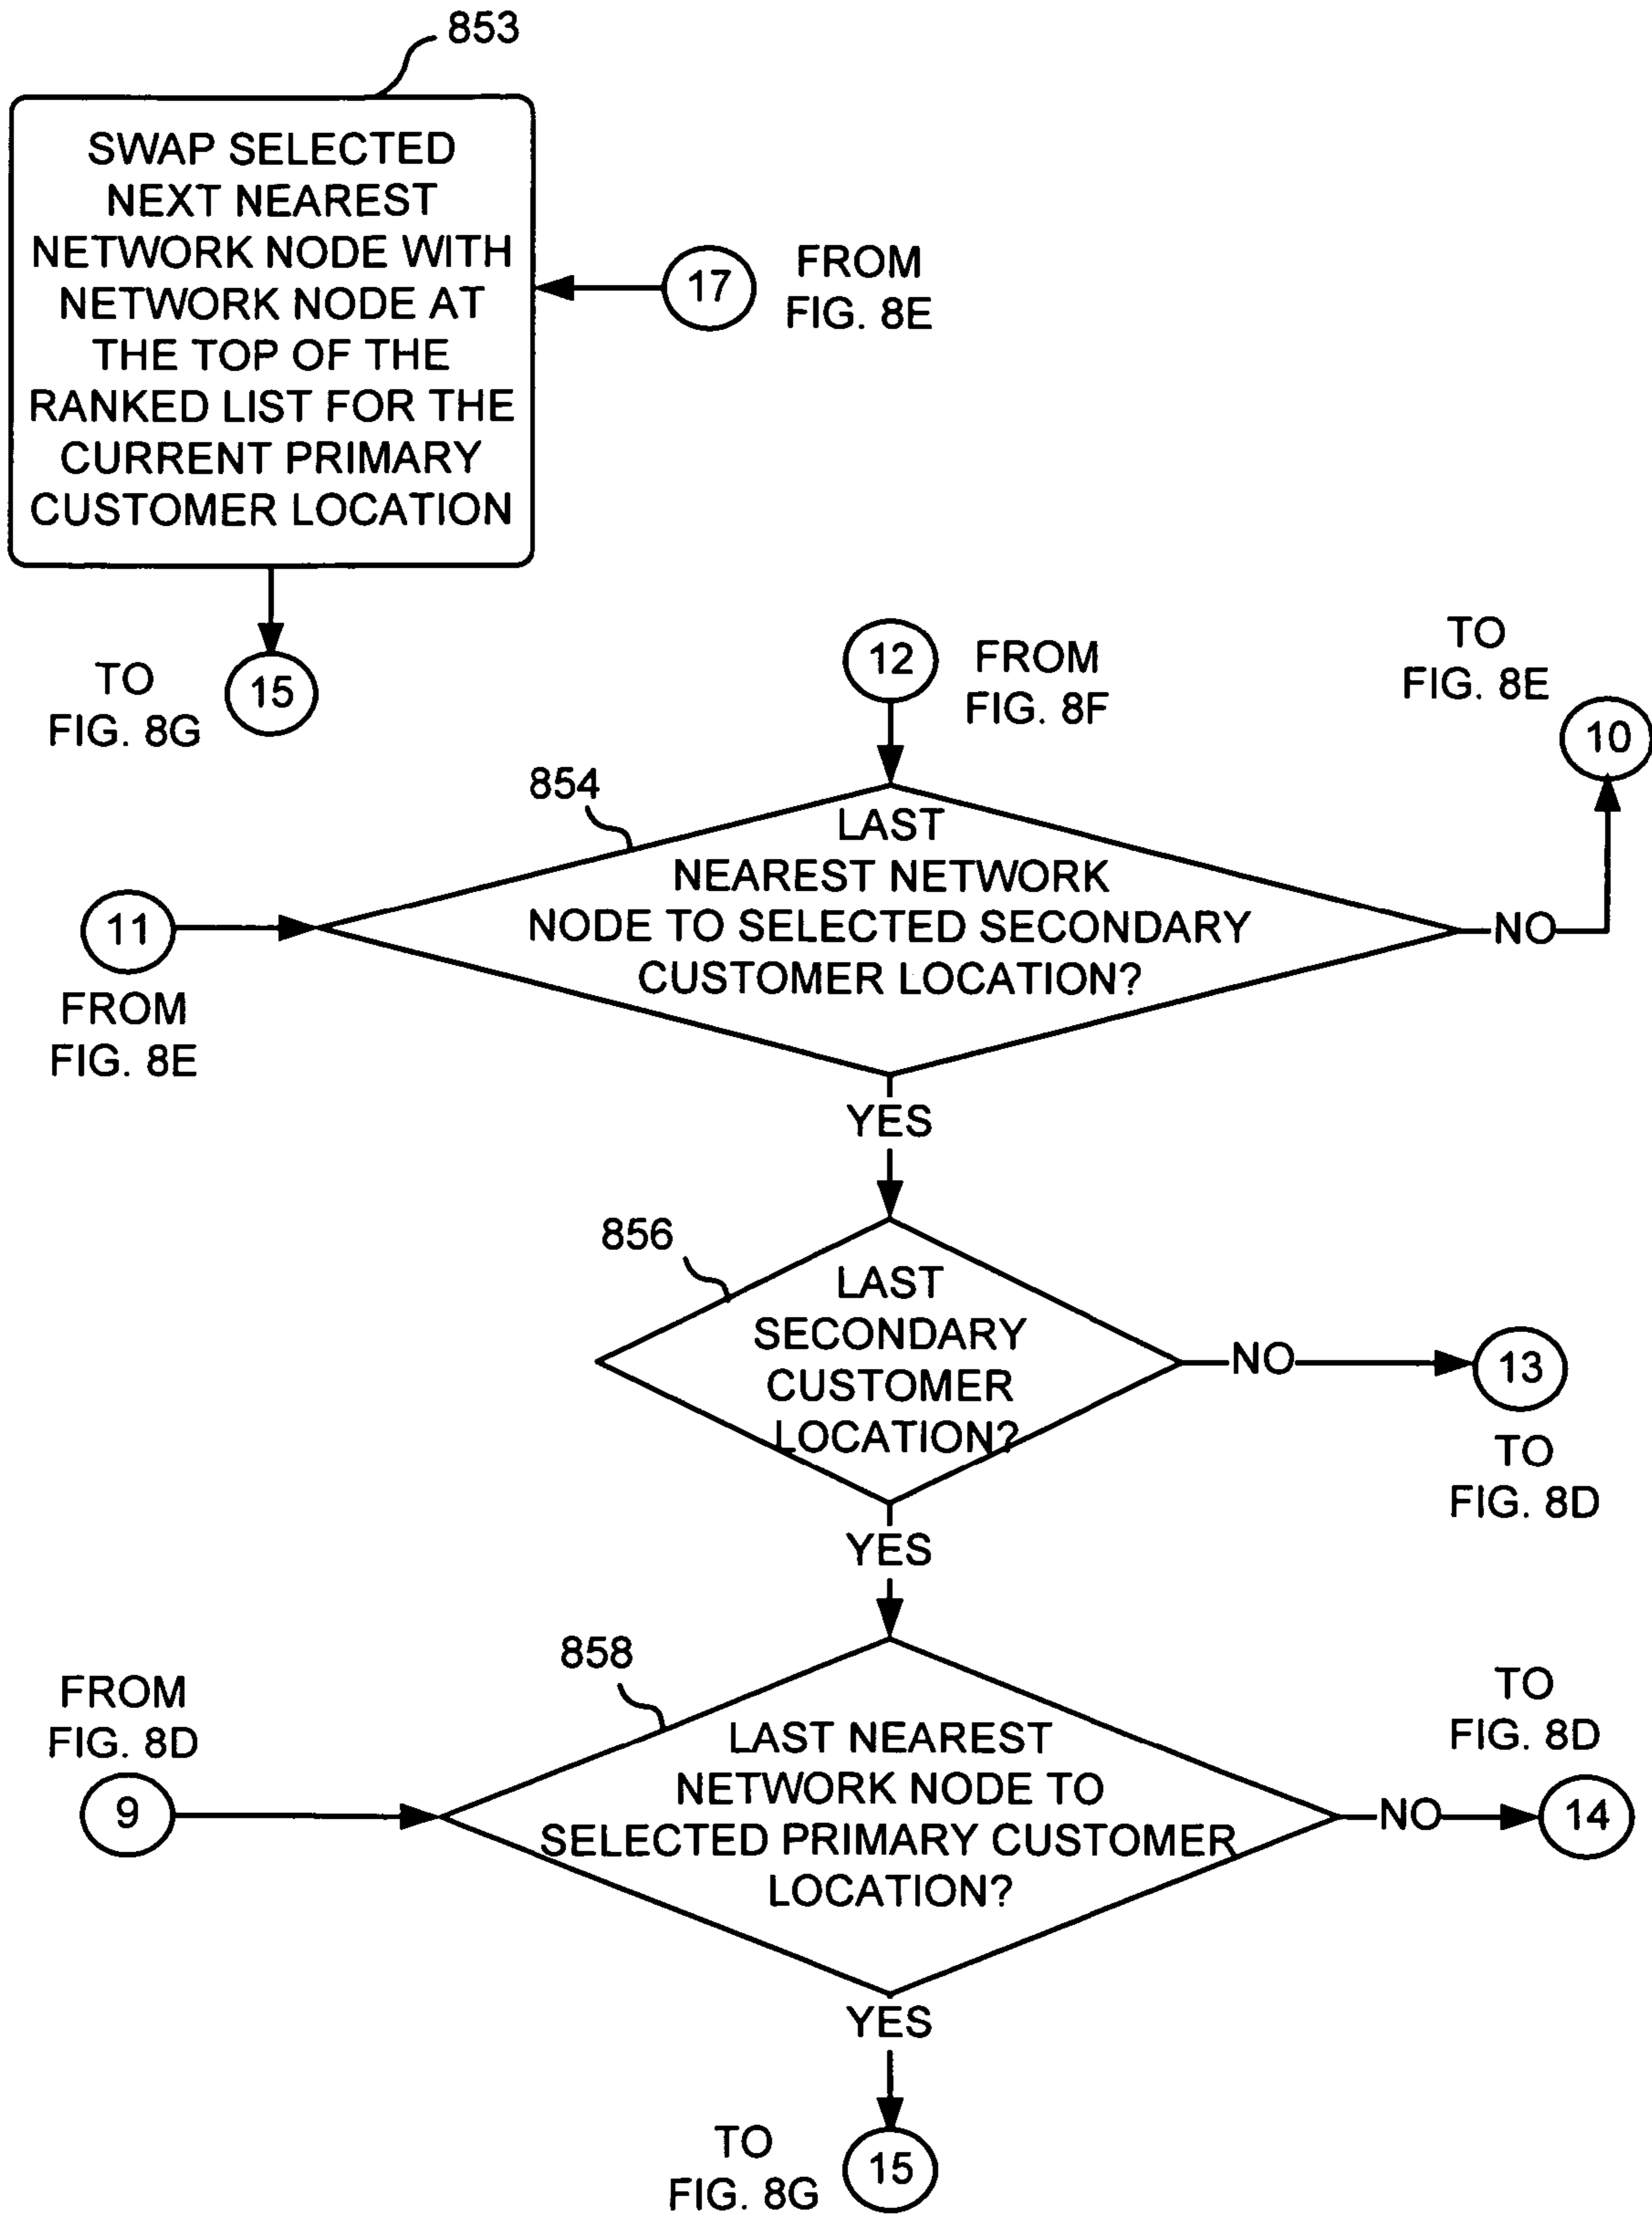 853
SWAP SELECTED
NEXT NEAREST
NETWORK NODE WITH
NETWORK NODE AT
THE TOP OF THE
RANKED LIST FOR THE
CURRENT PRIMARY
CUSTOMER LOCATION
17
FROM
FIG. 8E
TO
FIG. 8G
15
12
FROM
FIG. 8F
TO
FIG. 8E
10
854
LAST
NEAREST NETWORK
NODE TO SELECTED SECONDARY
CUSTOMER LOCATION?
NO
11
FROM
FIG. 8E
YES
856
LAST
SECONDARY
CUSTOMER
LOCATION?
NO
13
TO
FIG. 8D
YES
858
FROM
FIG. 8D
9
LAST NEAREST
NETWORK NODE TO
SELECTED PRIMARY CUSTOMER
LOCATION?
NO
TO
FIG. 8D
14
YES
TO
FIG. 8G
15